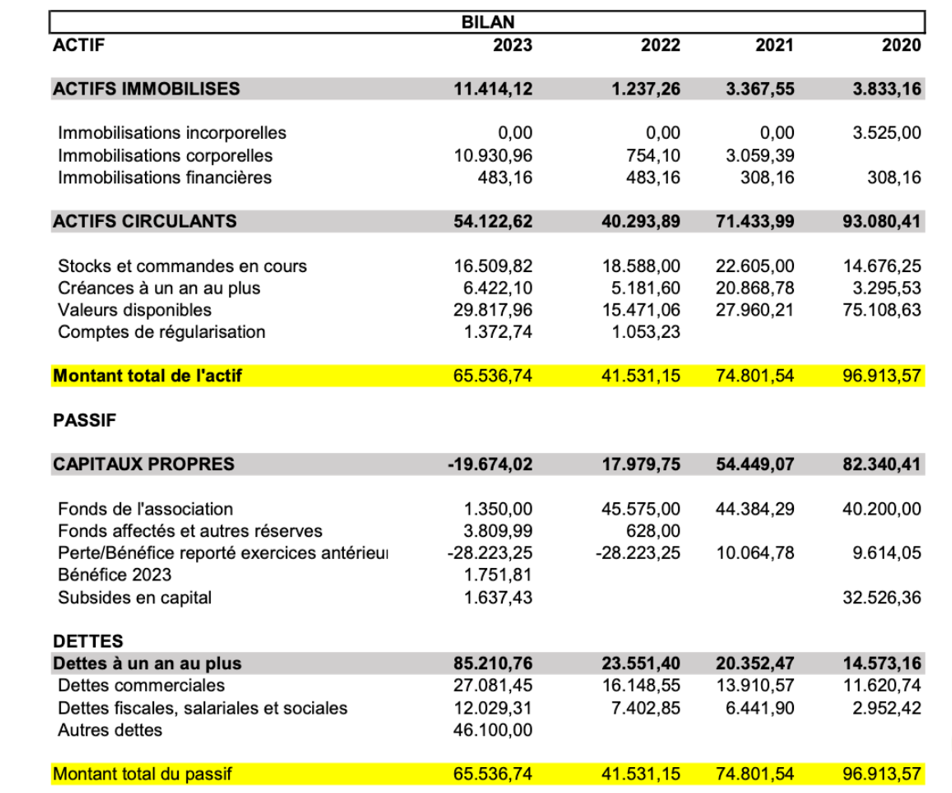 BILAN
ACTIF 2023 2022 2021 2020
ACTIFS IMMOBILISES 11.414,12 1.237,26 3.367,55 3.833,16
Immobilisations incorporelles 0,00 0,00 0,00 3.525,00
Immobilisations corporelles 10.930,96 754,10 3.059,39
Immobilisations financières 483,16 483,16 308,16 308,16
ACTIFS CIRCULANTS 54.122,62 40.293,89 71.433,99 93.080,41
Stocks et commandes en cours 16.509,82 18.588,00 22.605,00 14.676,25
Créances à un an au plus 6.422,10 5.181,60 20.868,78 3.295,53
Valeurs disponibles 29.817,96 15.471,06 27.960,21 75.108,63
Comptes de régularisation 1.372,74 1.053,23
Montant total de l'actif 65.536,74 41.531,15 74.801,54 96.913,57
PASSIF
CAPITAUX PROPRES -19.674,02 17.979,75 54.449,07 82.340,41
Fonds de l'association 1.350,00 45.575,00 44.384,29 40.200,00
Fonds affectés et autres réserves 3.809,99 628,00
Perte/Bénéfice reporté exercices antérieu -28.223,25 -28.223,25 10.064,78 9.614,05
Bénéfice 2023 1.751,81
Subsides en capital 1.637,43 32.526,36
DETTES
Dettes à un an au plus 85.210,76 23.551,40 20.352,47 14.573,16
Dettes commerciales 27.081,45 16.148,55 13.910,57 11.620,74
Dettes fiscales, salariales et sociales 12.029,31 7.402,85 6.441,90 2.952,42
Autres dettes 46.100,00
Montant total du passif 65.536,74 41.531,15 74.801,54 96.913,57